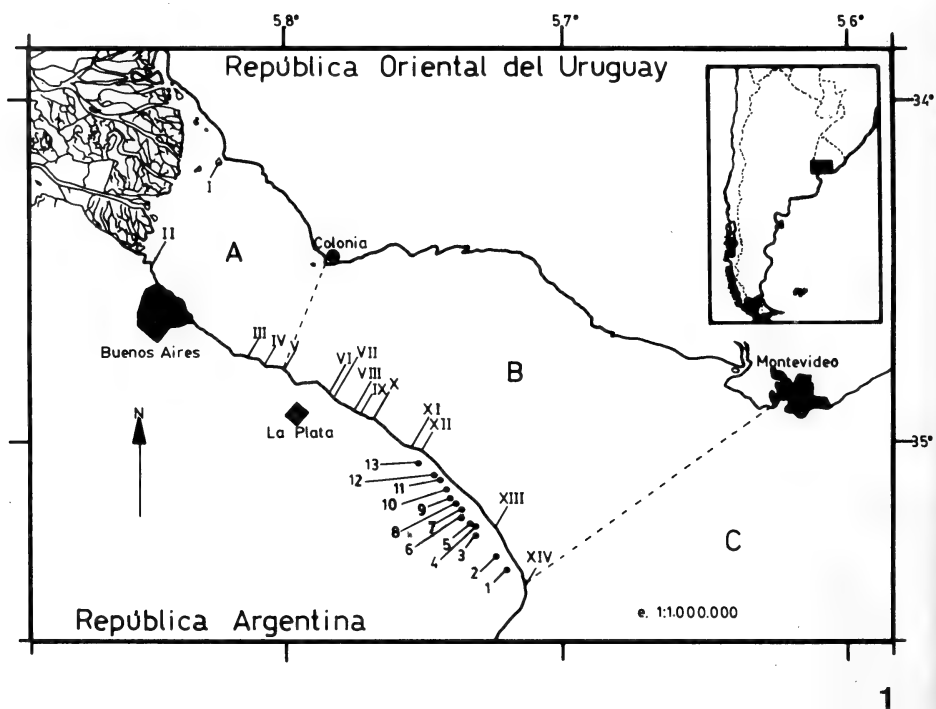 58°
57°
56°
República Oriental del Uruguay
34°
I
II
A
Colonia
Buenos Aires
III
IV
V
VI
VII
VIII
IX
X
B
Montevideo
N
La Plata
XI
XII
35°
13
12
11
10
9
8
7
6
5
4
3
2
1
XIII
XIV
C
República Argentina
e. 1:1.000.000
1